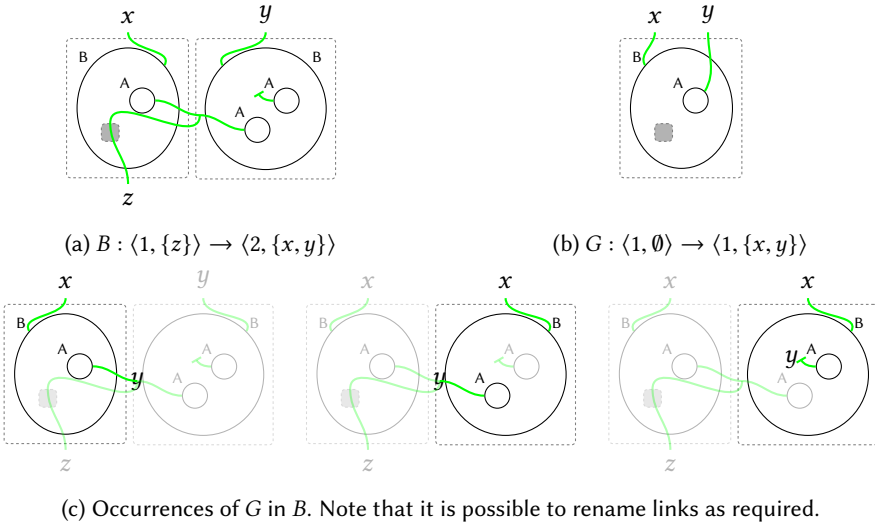 x y x y
B B B
A A A A
z
(a) B : ⟨1, {z}⟩ → ⟨2, {x, y}⟩ (b) G : ⟨1, ∅⟩ → ⟨1, {x, y}⟩
x y x x x x
B B B B B B
A A A A A A y A
y A y A A
z z z
(c) Occurrences of G in B. Note that it is possible to rename links as required.